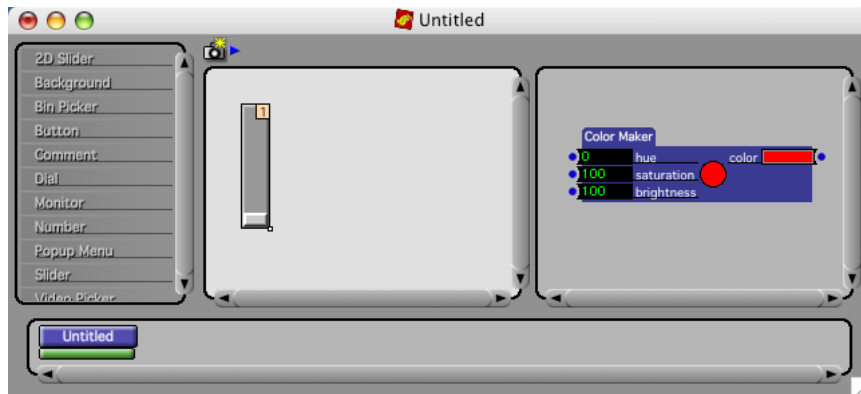 Untitled
2D Slider
Background
Bin Picker
Button
Comment
Dial
Monitor
Number
Popup Menu
Slider
Video Picker
1
Color Maker
0 hue color
100 saturation
100 brightness
Untitled